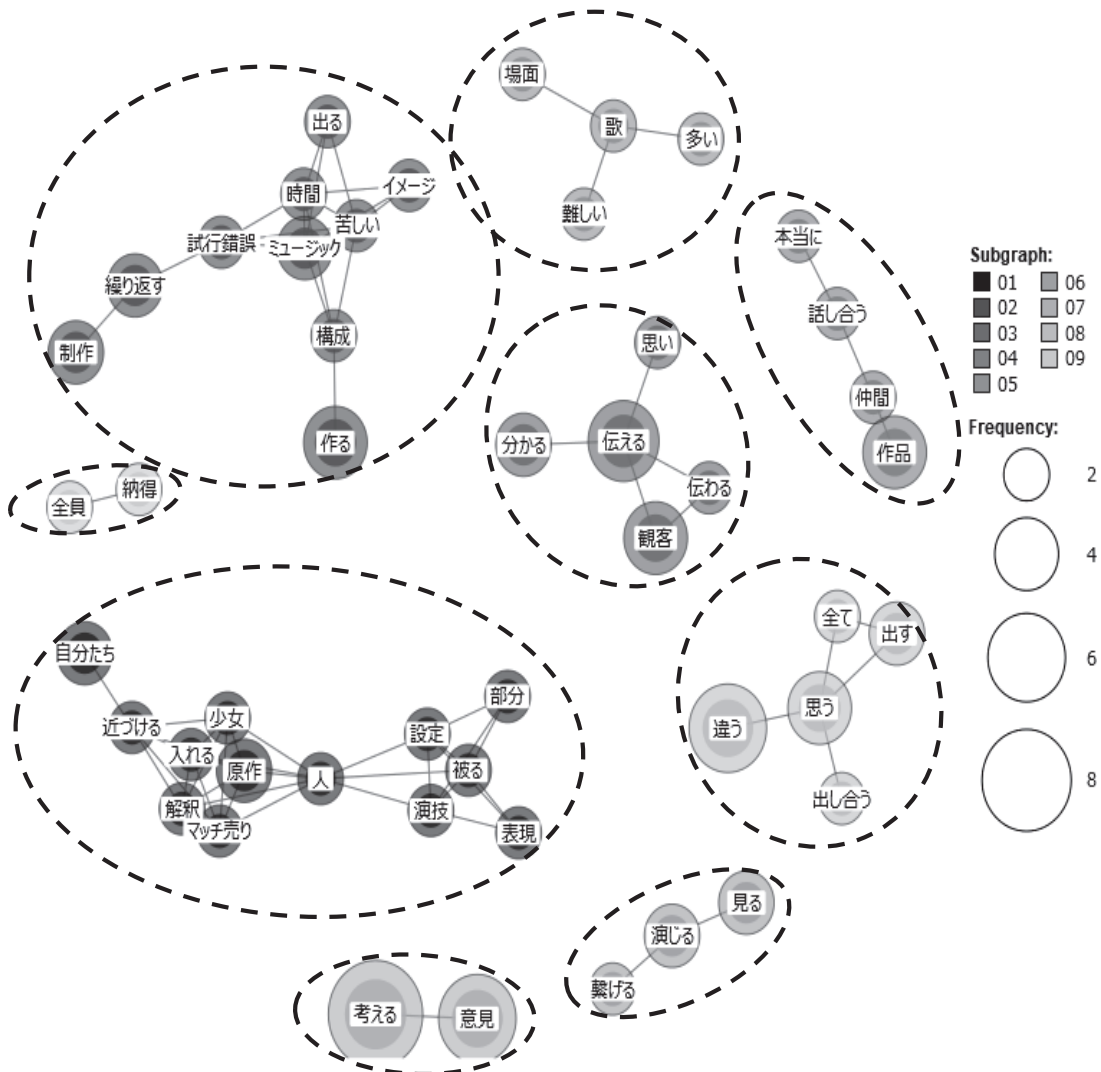 場面
歌
多い
難しい
出る
時間
イメージ
苦しい
試行錯誤
ミュージック
繰り返す
制作
構成
作る
本当に
話し合う
仲間
作品
思い
分かる
伝える
伝わる
観客
全員
納得
自分たち
近づける
少女
入れる
原作
解釈
マッチ売り
人
設定
部分
被る
演技
表現
全て
出す
違う
思う
出し合う
見る
演じる
繋げる
考える
意見
Subgraph:
01 06
02 07
03 08
04 09
05
Frequency:
2
4
6
8